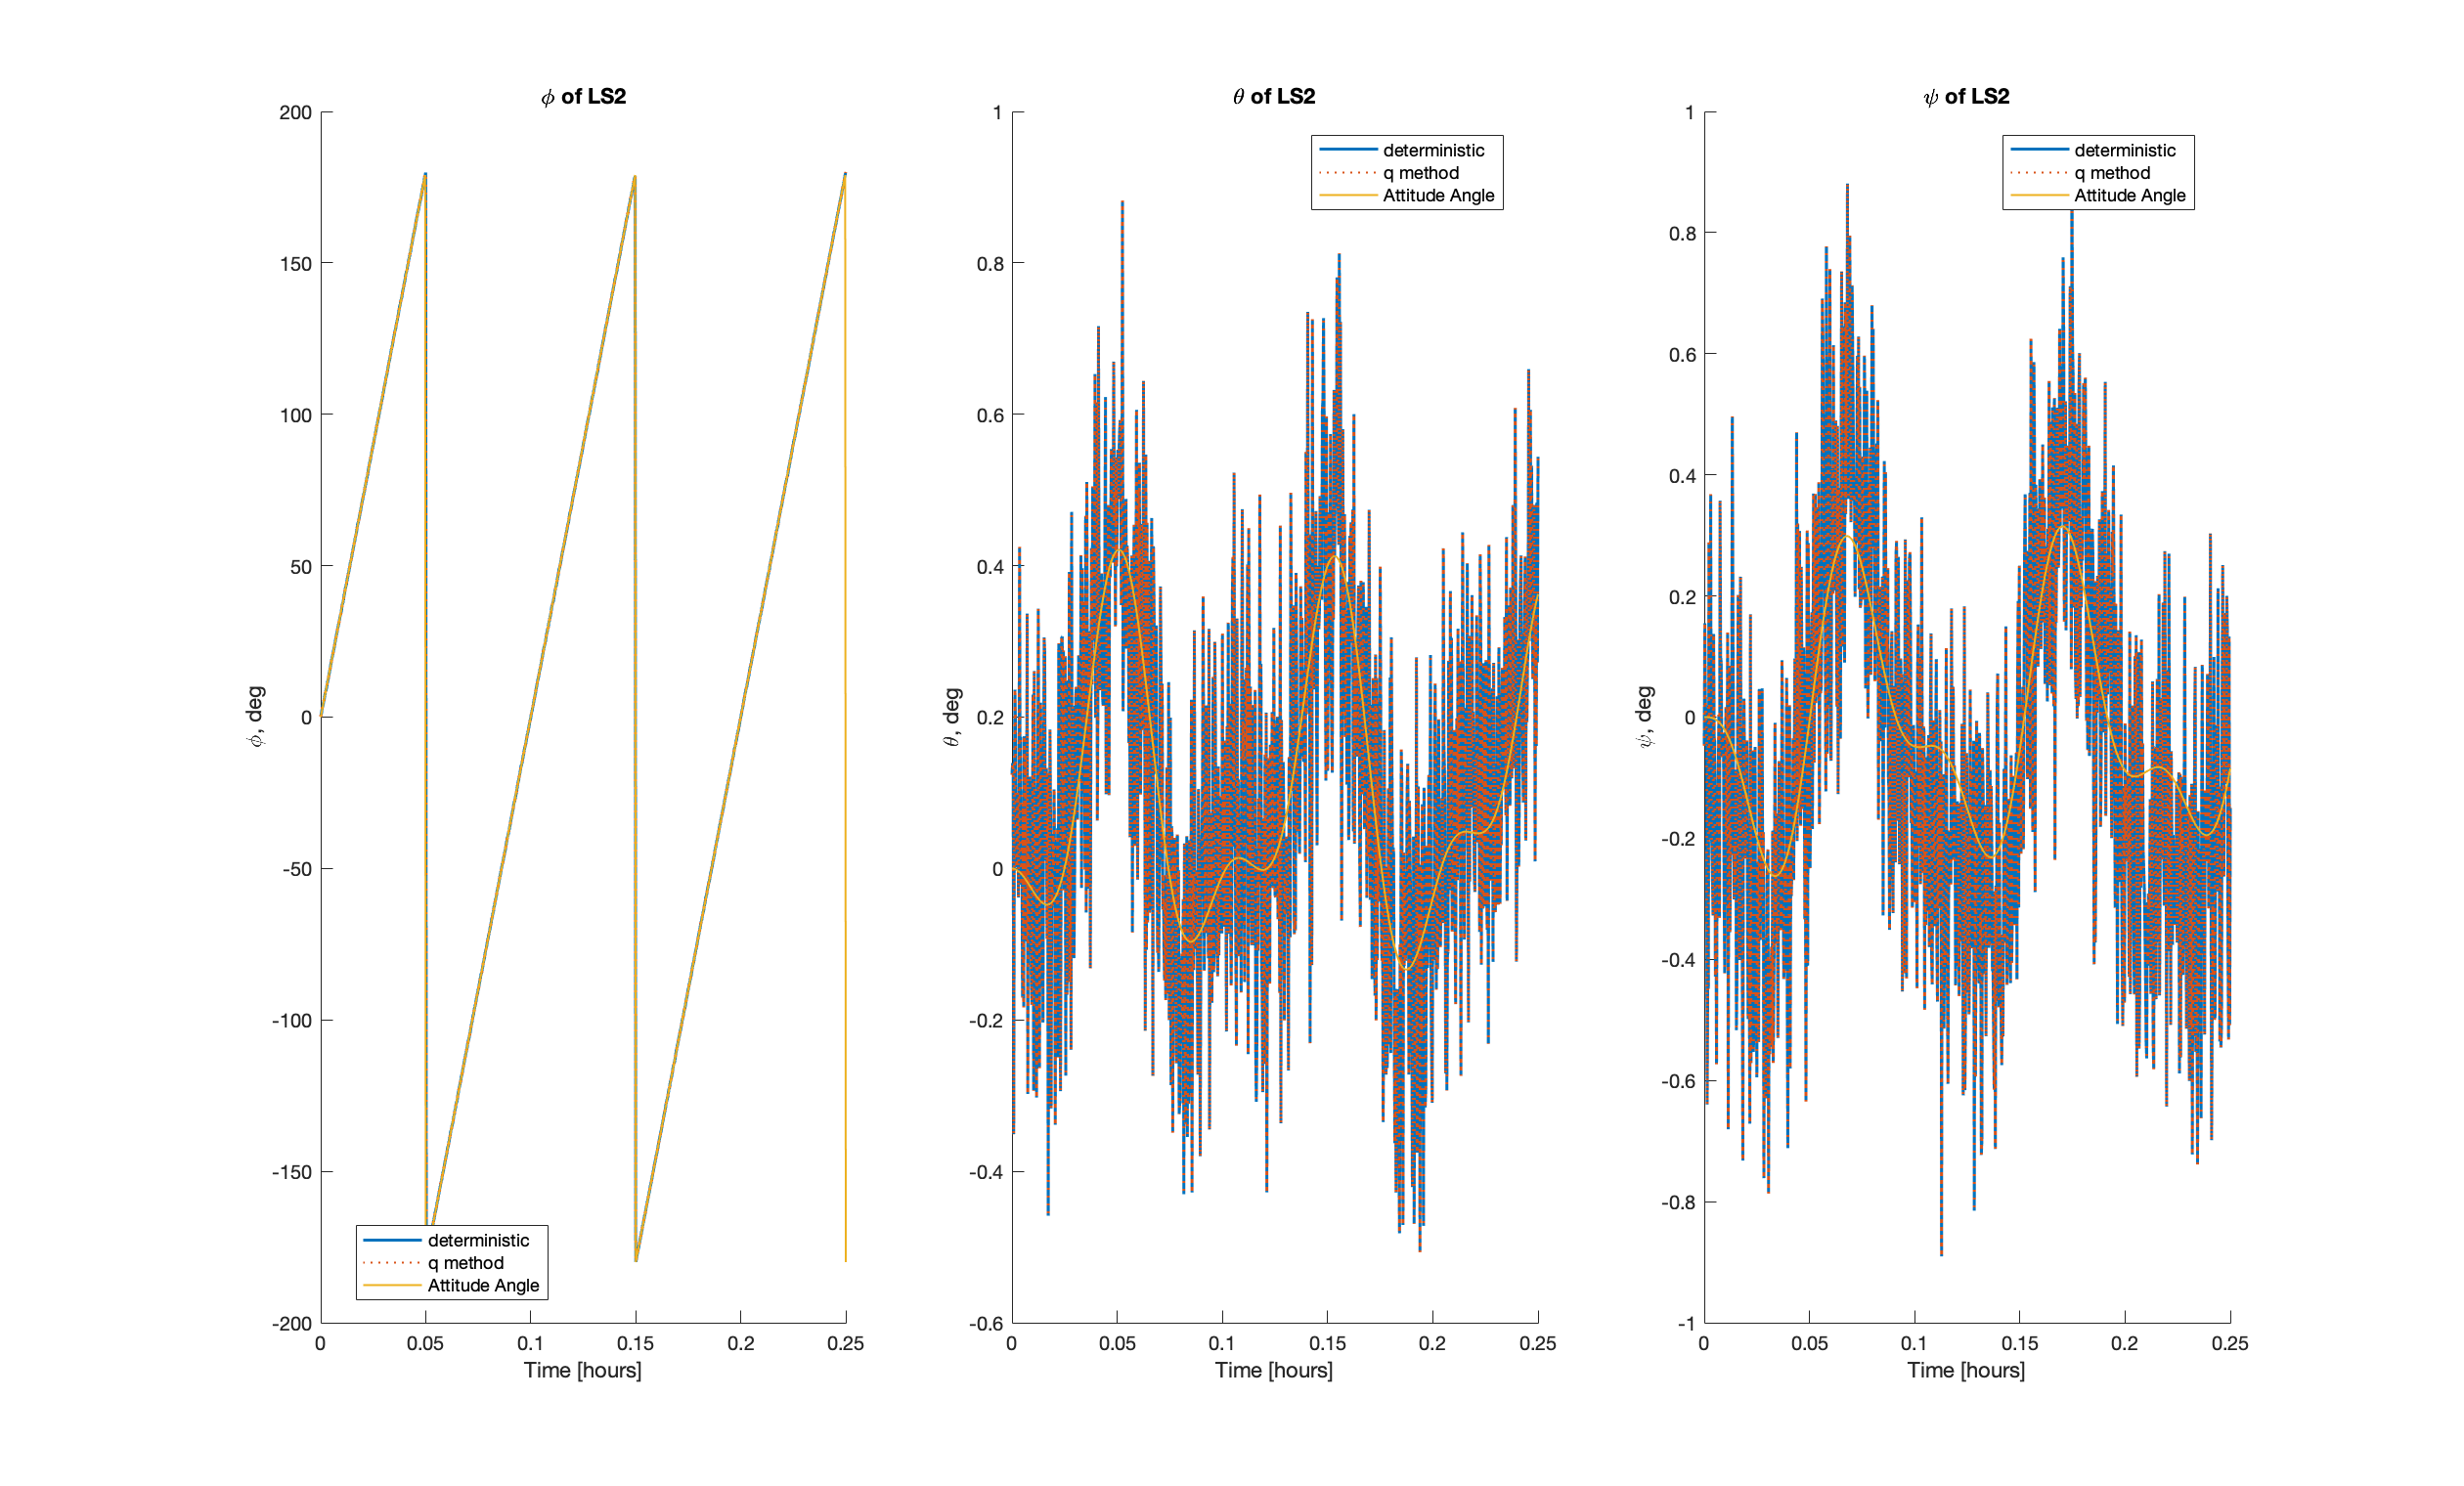 ϕ of LS2
200
150
100
50
0
-50
-100
-150
-200
ϕ, deg
0
0.05
0.1
0.15
0.2
0.25
Time [hours]
deterministic
q method
Attitude Angle
θ of LS2
1
0.8
0.6
0.4
0.2
0
-0.2
-0.4
-0.6
θ, deg
0
0.05
0.1
0.15
0.2
0.25
Time [hours]
deterministic
q method
Attitude Angle
ψ of LS2
1
0.8
0.6
0.4
0.2
0
-0.2
-0.4
-0.6
-0.8
-1
ψ, deg
0
0.05
0.1
0.15
0.2
0.25
Time [hours]
deterministic
q method
Attitude Angle